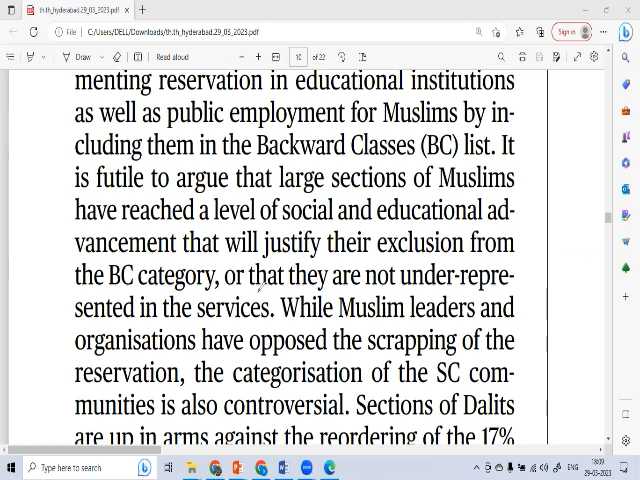 th.th_hyderabad.29_03_2023.pdf
File
C:/Users/DELL/Downloads/th.th_hyderabad.29_03_2023.pdf
Sign in
Draw
Read aloud
10 of 22
menting reservation in educational institutions
as well as public employment for Muslims by in-
cluding them in the Backward Classes (BC) list. It
is futile to argue that large sections of Muslims
have reached a level of social and educational ad-
vancement that will justify their exclusion from
the BC category, or that they are not under-repre-
sented in the services. While Muslim leaders and
organisations have opposed the scrapping of the
reservation, the categorisation of the SC com-
munities is also controversial. Sections of Dalits
are up in arms against the reordering of the 17%
Type here to search
ENG
18:09
29-03-2023